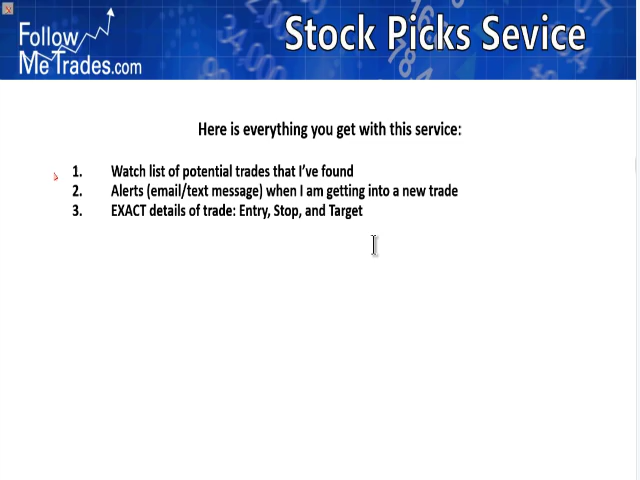 Follow
MeTrades.com
Stock Picks Sevice
Here is everything you get with this service:
1. Watch list of potential trades that I've found
2. Alerts (email/text message) when I am getting into a new trade
3. EXACT details of trade: Entry, Stop, and Target